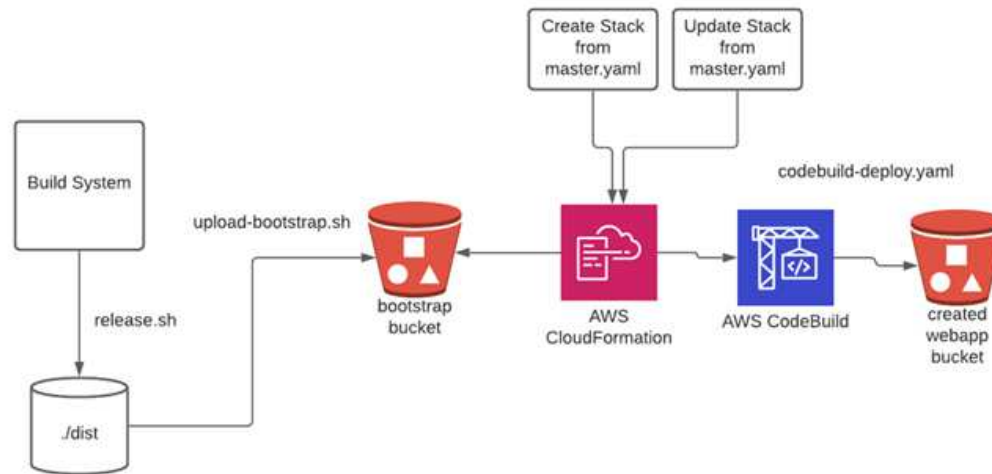 Create Stack
from
master.yaml
Update Stack
from
master.yaml
Build System
codebuild-deploy.yaml
upload-bootstrap.sh
bootstrap
bucket
release.sh
AWS
CloudFormation
AWS CodeBuild
created
webapp
bucket
./dist